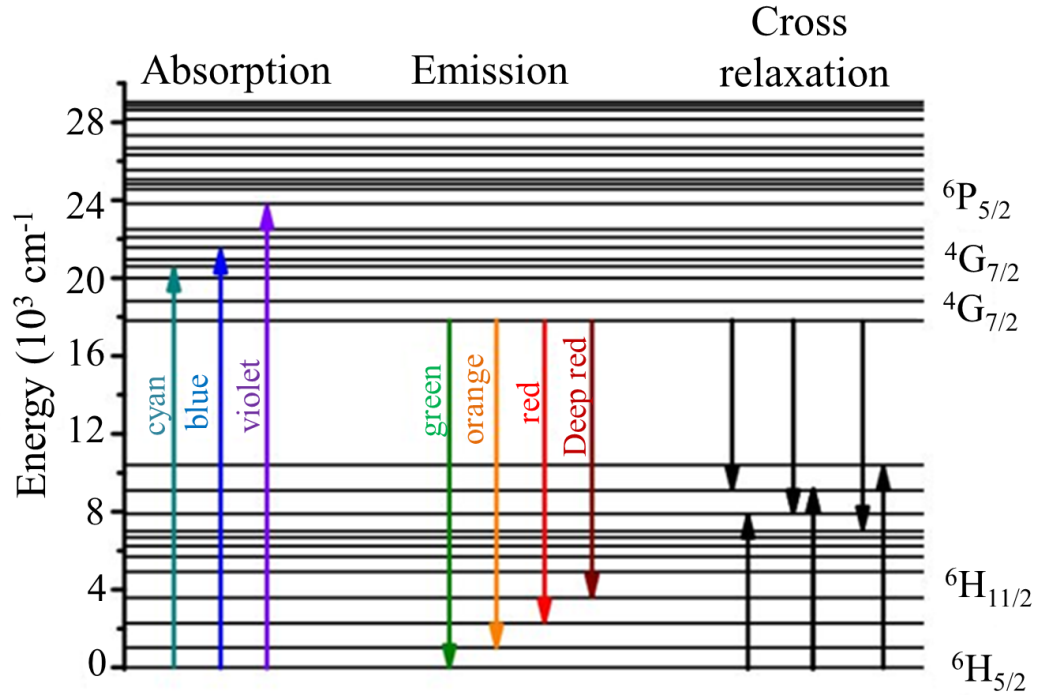 Cross
relaxation
Absorption
Emission
Energy (10³ cm⁻¹)
28
24
20
16
12
8
4
0
cyan
blue
violet
green
orange
red
Deep red
⁶P₅/₂
⁴G₇/₂
⁴G₇/₂
⁶H₁₁/₂
⁶H₅/₂